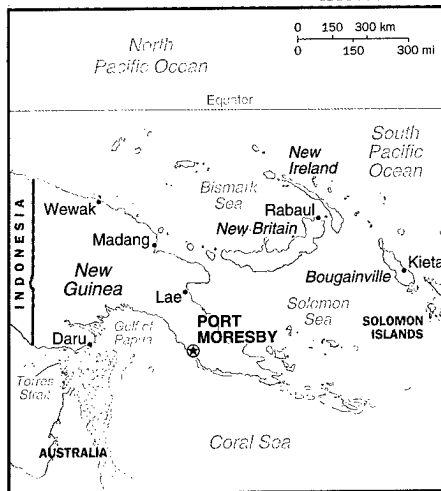 0 150 300 km
0 150 300 mi
North
Pacific Ocean
Equator
South
Pacific
Ocean
New
Ireland
Bismark
Sea
Rabaul
New Britain
Wewak
Madang
INDONESIA
New
Guinea
Kieta
Bougainville
Lae
Solomon
Sea
SOLOMON
ISLANDS
PORT
MORESBY
Daru
Gulf of
Papua
Torres
Strait
Coral Sea
AUSTRALIA